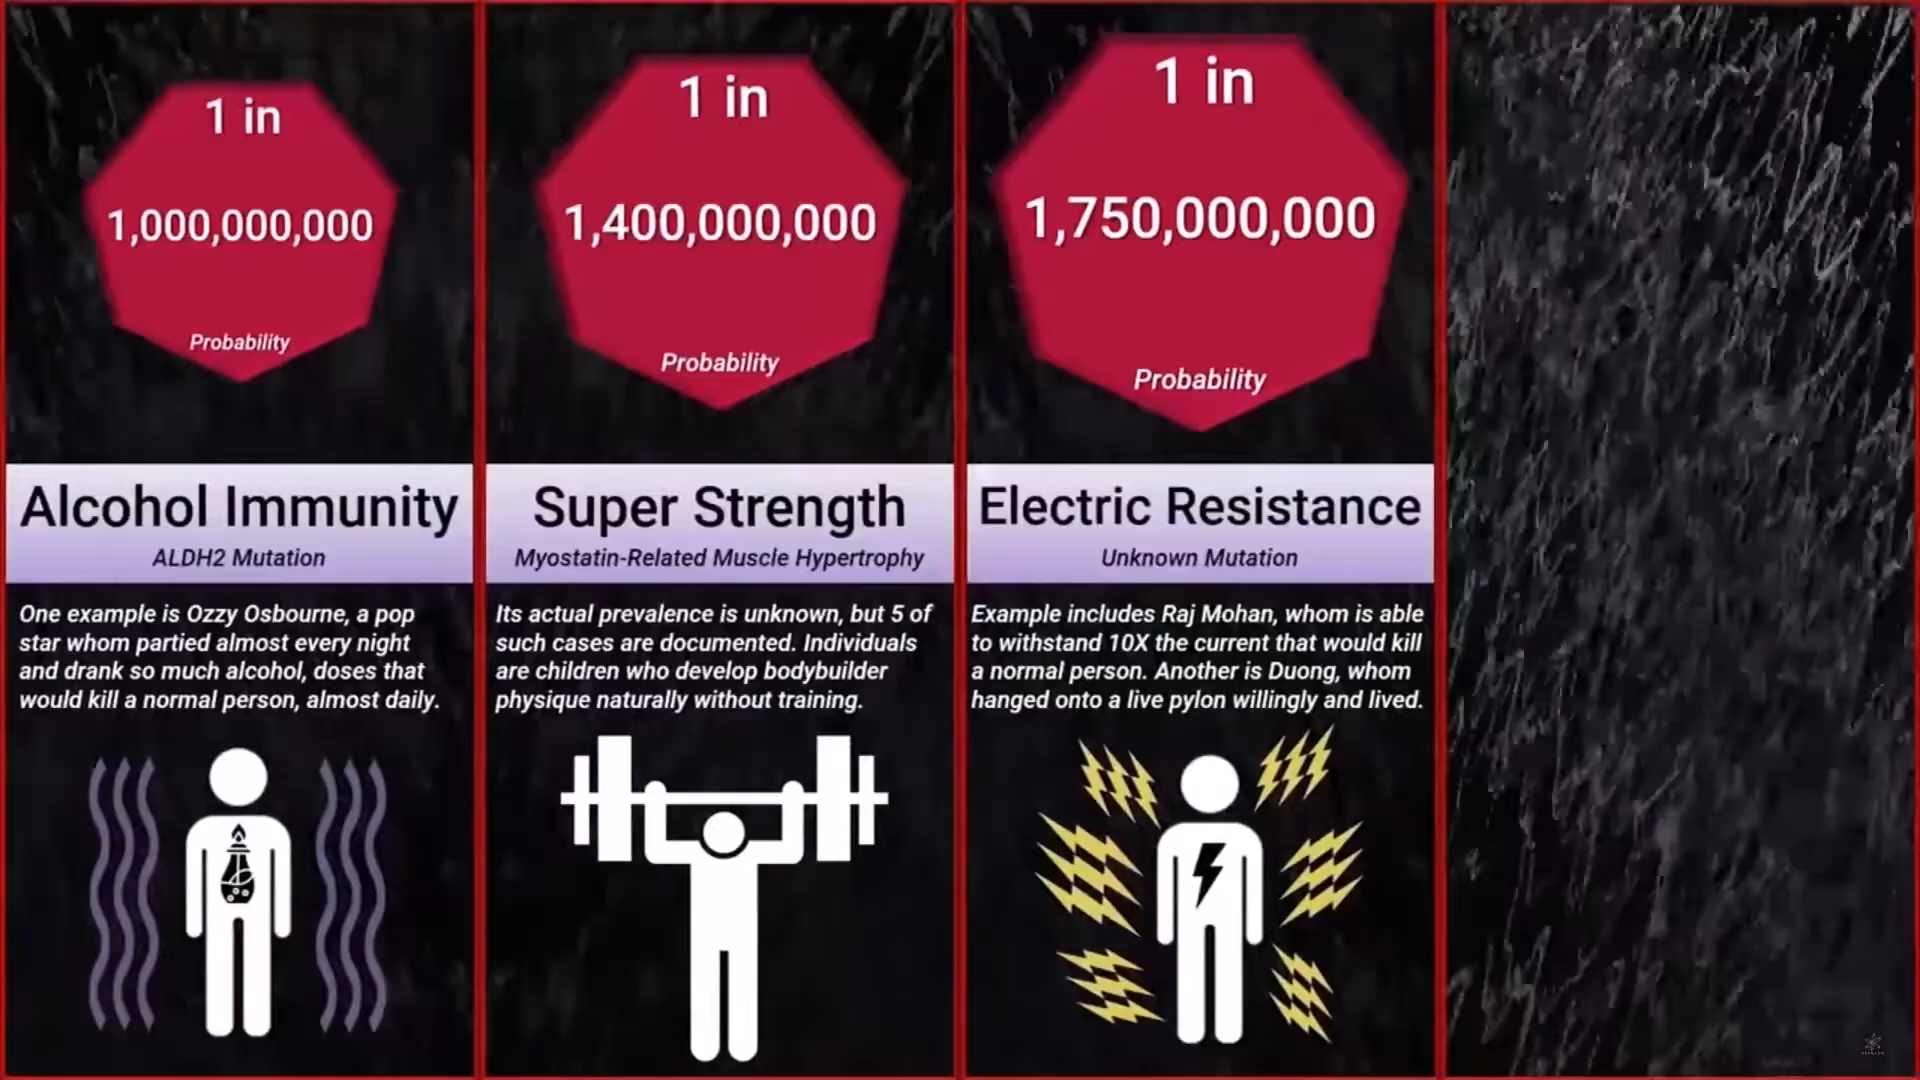 1 in
1,000,000,000
Probability
Alcohol Immunity
ALDH2 Mutation
One example is Ozzy Osbourne, a pop
star whom partied almost every night
and drank so much alcohol, doses that
would kill a normal person, almost daily.
1 in
1,400,000,000
Probability
Super Strength
Myostatin-Related Muscle Hypertrophy
Its actual prevalence is unknown, but 5 of
such cases are documented. Individuals
are children who develop bodybuilder
physique naturally without training.
1 in
1,750,000,000
Probability
Electric Resistance
Unknown Mutation
Example includes Raj Mohan, whom is able
to withstand 10X the current that would kill
a normal person. Another is Duong, whom
hanged onto a live pylon willingly and lived.